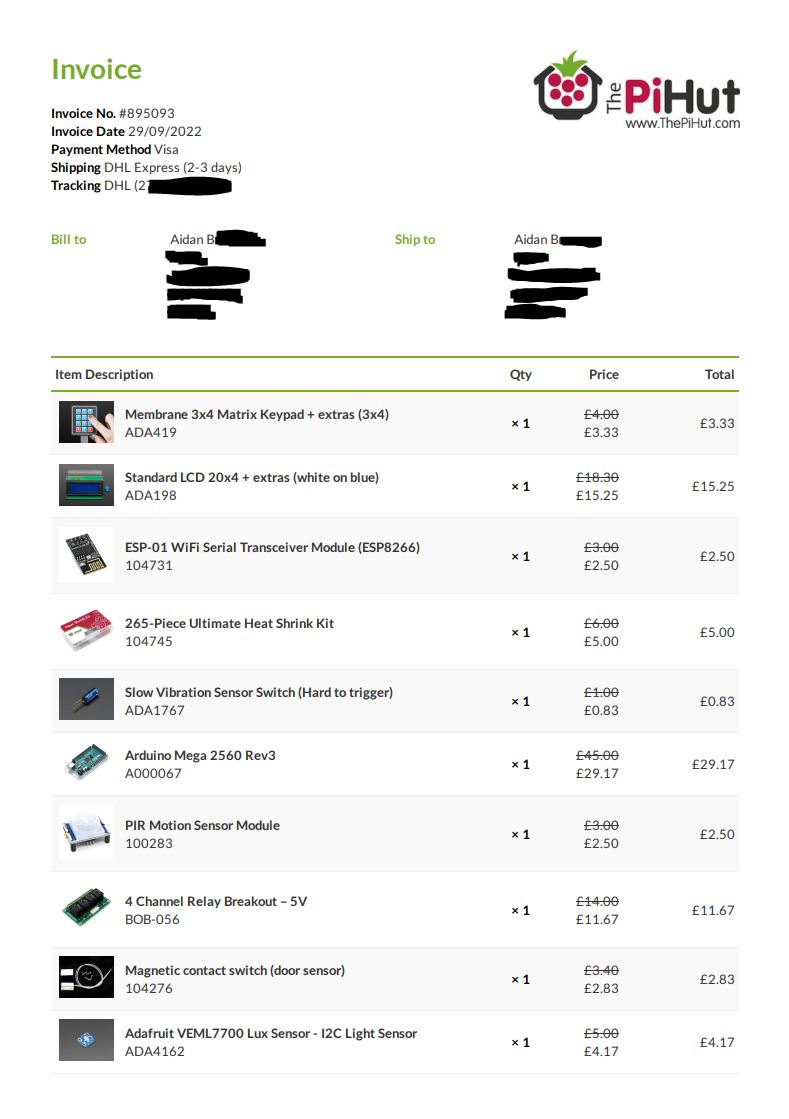 Invoice
The PiHut
www.ThePiHut.com
Invoice No. #895093
Invoice Date 29/09/2022
Payment Method Visa
Shipping DHL Express (2-3 days)
Tracking DHL (27
Bill to Aidan B Ship to Aidan B
Item Description Qty Price Total
Membrane 3x4 Matrix Keypad + extras (3x4)
ADA419
× 1
£4.00
£3.33
£3.33
Standard LCD 20x4 + extras (white on blue)
ADA198
× 1
£18.30
£15.25
£15.25
ESP-01 WiFi Serial Transceiver Module (ESP8266)
104731
× 1
£3.00
£2.50
£2.50
265-Piece Ultimate Heat Shrink Kit
104745
× 1
£6.00
£5.00
£5.00
Slow Vibration Sensor Switch (Hard to trigger)
ADA1767
× 1
£1.00
£0.83
£0.83
Arduino Mega 2560 Rev3
A000067
× 1
£45.00
£29.17
£29.17
PIR Motion Sensor Module
100283
× 1
£3.00
£2.50
£2.50
4 Channel Relay Breakout – 5V
BOB-056
× 1
£14.00
£11.67
£11.67
Magnetic contact switch (door sensor)
104276
× 1
£3.40
£2.83
£2.83
Adafruit VEML7700 Lux Sensor - I2C Light Sensor
ADA4162
× 1
£5.00
£4.17
£4.17